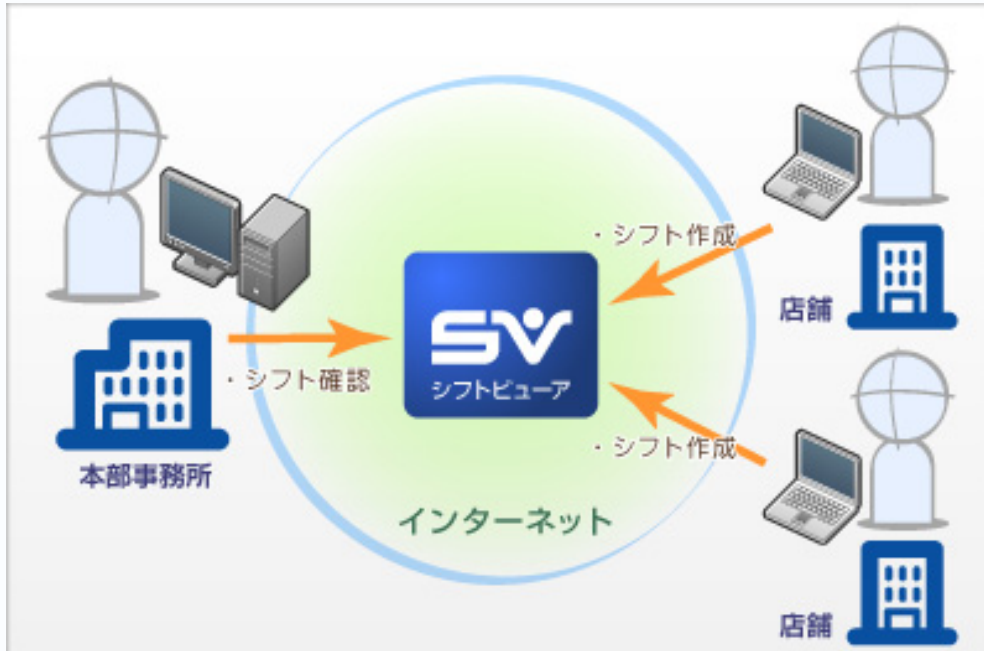 ・シフト作成
店舗
SV
シフトビューア
・シフト確認
本部事務所
・シフト作成
インターネット
店舗